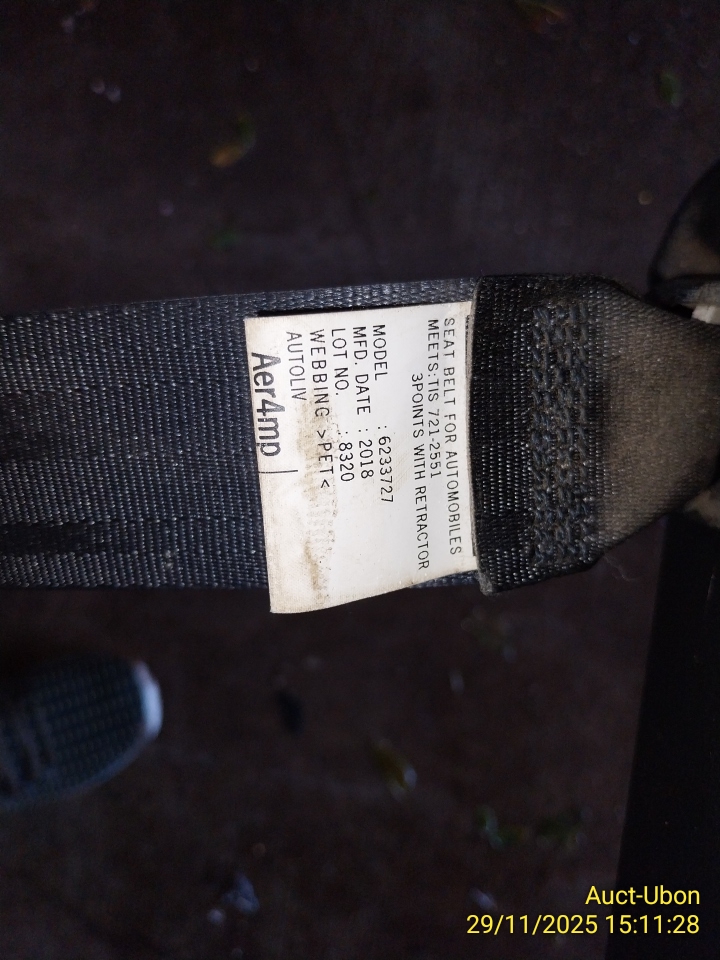 SEAT BELT FOR AUTOMOBILES
MEETS:TIS 721-2551
3POINTS WITH RETRACTOR
MODEL : 6233727
MFD. DATE : 2018
LOT NO. : 8320
WEBBING >PET<
AUTOLIV
Aer4mp
Auct-Ubon
29/11/2025 15:11:28